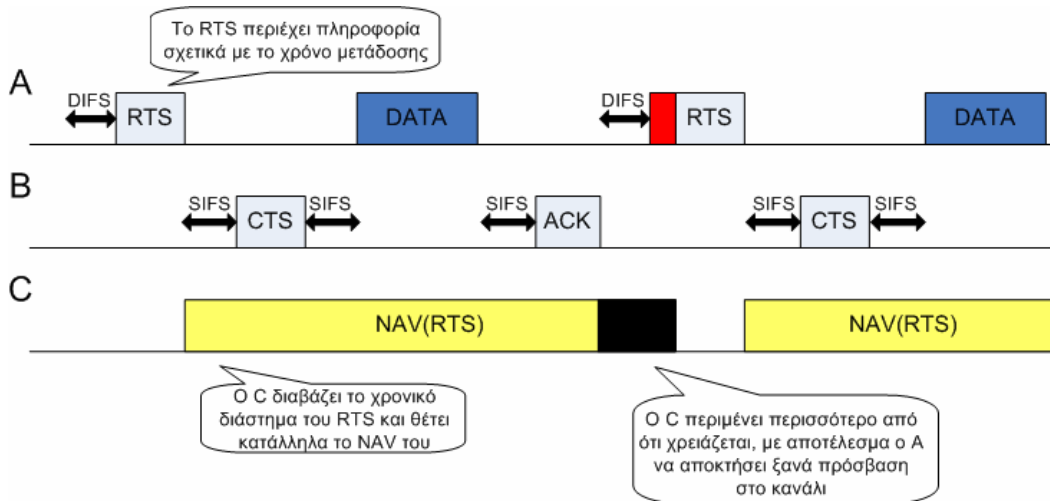 Το RTS περιέχει πληροφορία
σχετικά με το χρόνο μετάδοσης
A
DIFS
RTS
DATA
DIFS
RTS
DATA
B
SIFS
CTS
SIFS
SIFS
ACK
SIFS
CTS
SIFS
C
NAV(RTS)
NAV(RTS)
Ο C διαβάζει το χρονικό
διάστημα του RTS και θέτει
κατάλληλα το NAV του
Ο C περιμένει περισσότερο από
ότι χρειάζεται, με αποτέλεσμα ο Α
να αποκτήσει ξανά πρόσβαση
στο κανάλι